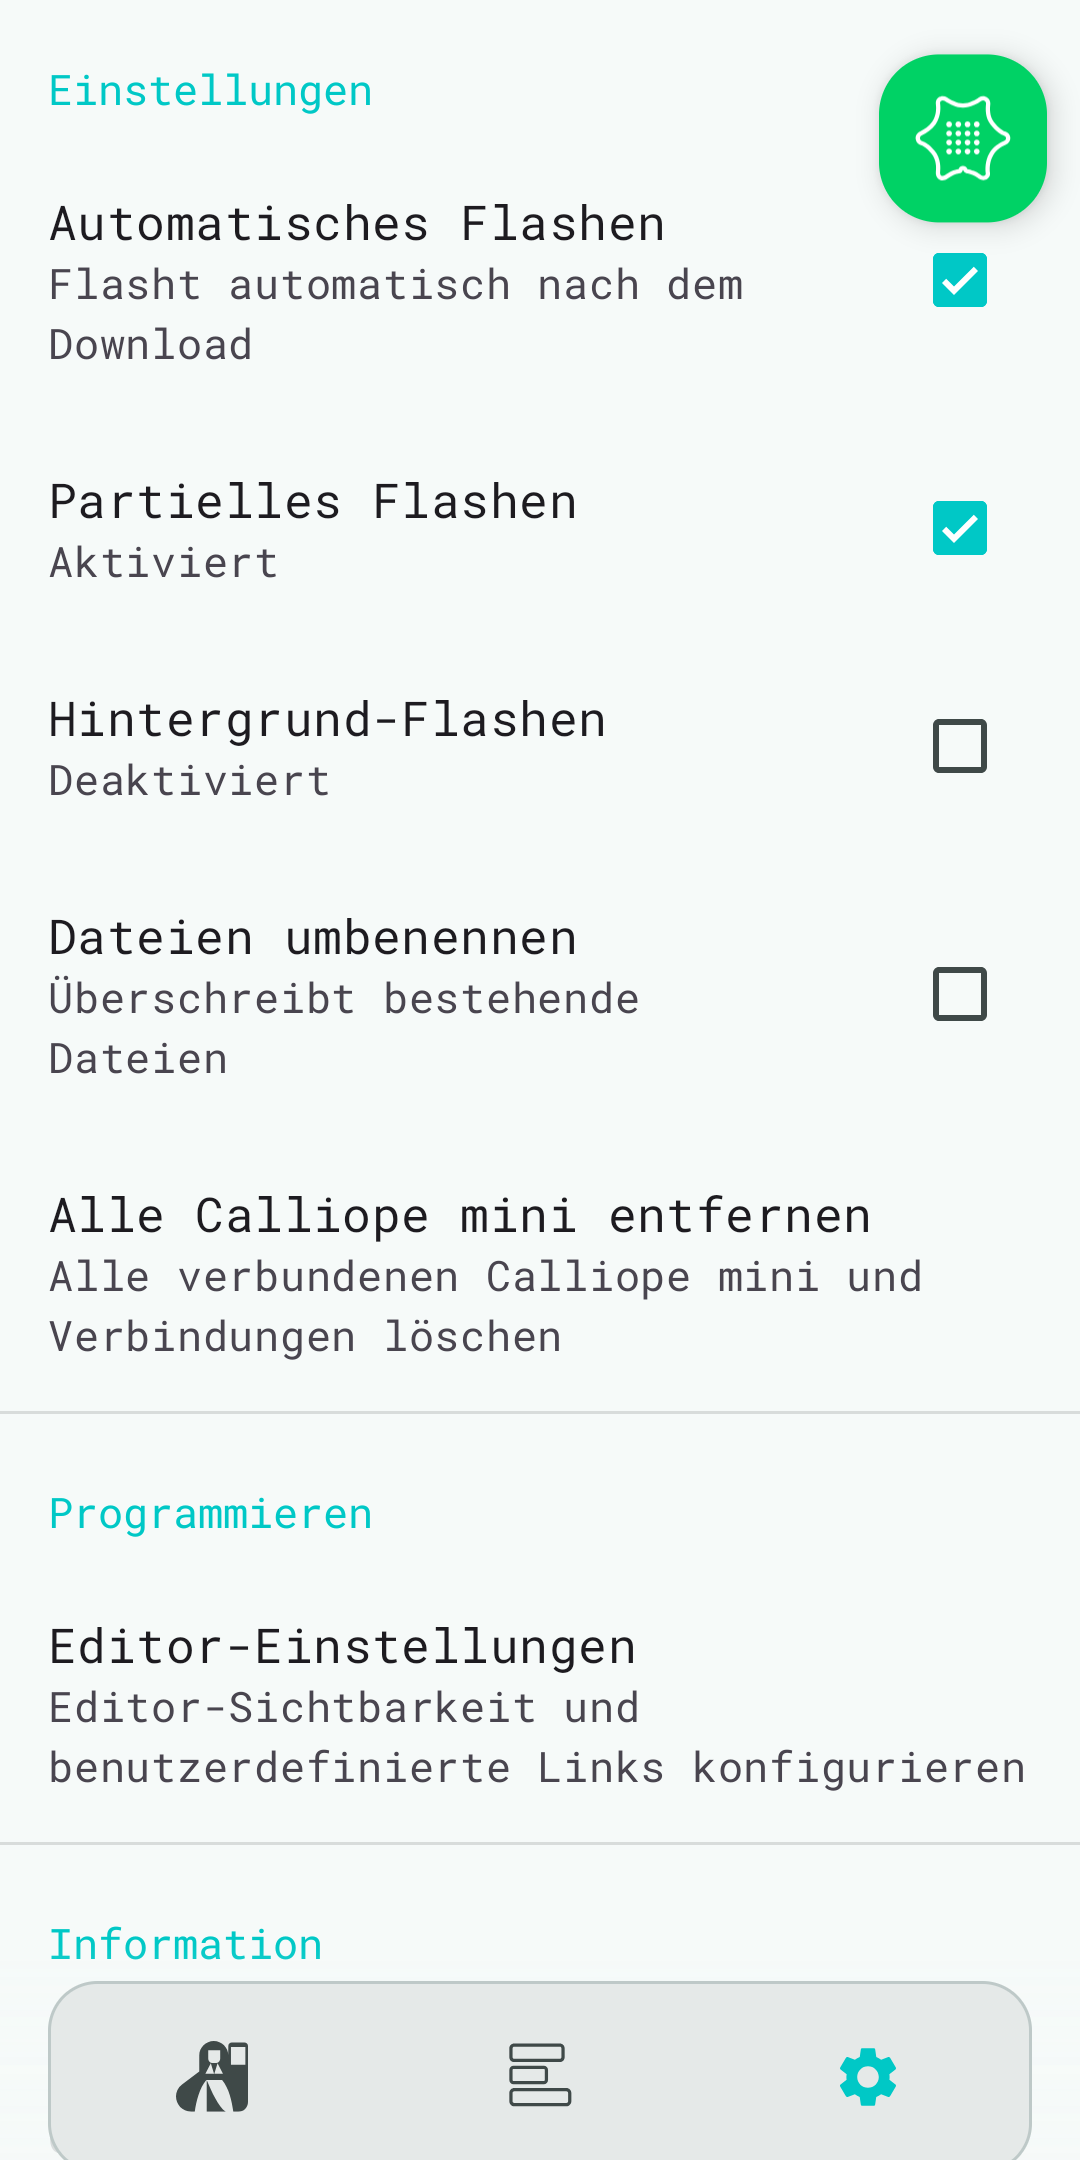 Einstellungen
Automatisches Flashen
Flasht automatisch nach dem
Download
Partielles Flashen
Aktiviert
Hintergrund-Flashen
Deaktiviert
Dateien umbenennen
Überschreibt bestehende
Dateien
Alle Calliope mini entfernen
Alle verbundenen Calliope mini und
Verbindungen löschen
Programmieren
Editor-Einstellungen
Editor-Sichtbarkeit und
benutzerdefinierte Links konfigurieren
Information